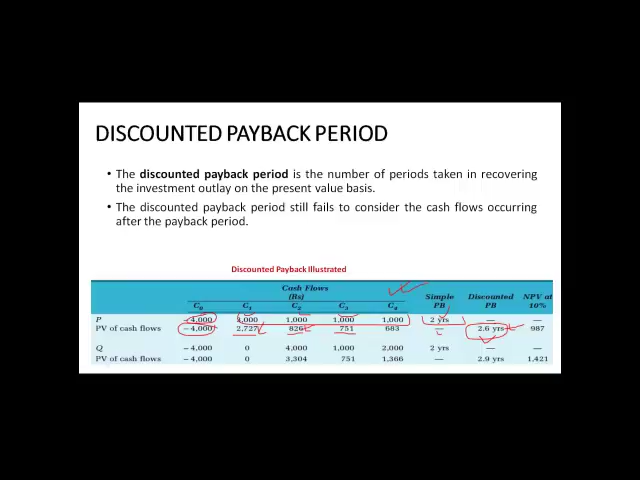 DISCOUNTED PAYBACK PERIOD
• The discounted payback period is the number of periods taken in recovering
the investment outlay on the present value basis.
• The discounted payback period still fails to consider the cash flows occurring
after the payback period.
Discounted Payback Illustrated
Cash Flows
(Rs) Simple Discounted NPV at
C0 C1 C2 C3 C4 PB PB 10%
P −4,000 3,000 1,000 1,000 1,000 2 yrs — —
PV of cash flows −4,000 2,727 826 751 683 — 2.6 yrs 987
Q −4,000 0 4,000 1,000 2,000 2 yrs — —
PV of cash flows −4,000 0 3,304 751 1,366 — 2.9 yrs 1,421